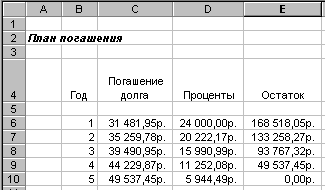 A B C D E
1
2 План погашения
3
4 Год Погашение долга Проценты Остаток
5
6 1 31 481,95р. 24 000,00р. 168 518,05р.
7 2 35 259,78р. 20 222,17р. 133 258,27р.
8 3 39 490,95р. 15 990,99р. 93 767,32р.
9 4 44 229,87р. 11 252,08р. 49 537,45р.
10 5 49 537,45р. 5 944,49р. 0,00р.